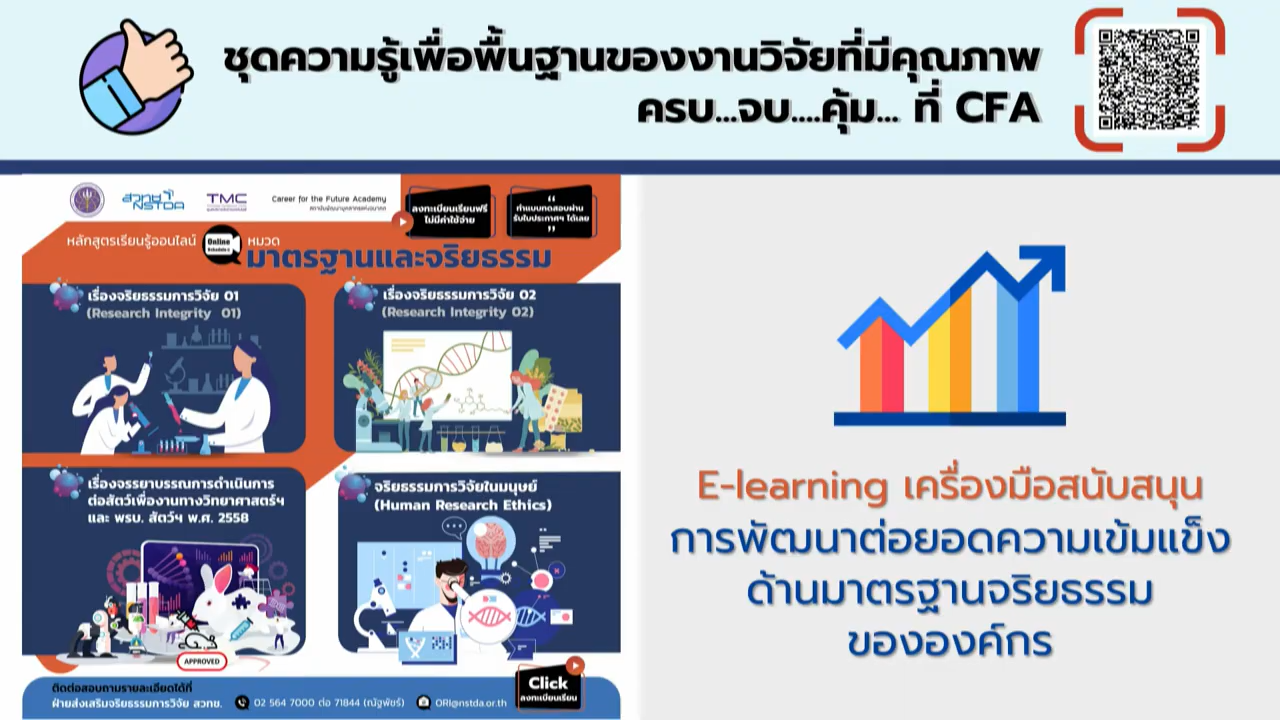 ชุดความรู้เพื่อพื้นฐานของงานวิจัยที่มีคุณภาพ
ครบ...จบ....คุ้ม... ที่ CFA
สวทช
NSTDA
TMC
Career for the Future Academy
ลงทะเบียนเรียนฟรี
ไม่มีค่าใช้จ่าย
“
ทำแบบทดสอบผ่าน
รับใบประกาศฯ ได้เลย
”
หลักสูตรเรียนรู้ออนไลน์
Online
หมวด
มาตรฐานและจริยธรรม
เรื่องจริยธรรมการวิจัย 01
(Research Integrity 01)
เรื่องจริยธรรมการวิจัย 02
(Research Integrity 02)
เรื่องจรรยาบรรณการดำเนินการ
ต่อสัตว์เพื่องานทางวิทยาศาสตร์ฯ
และ พรบ. สัตว์ฯ พ.ศ. 2558
APPROVED
จริยธรรมการวิจัยในมนุษย์
(Human Research Ethics)
ติดต่อสอบถามรายละเอียดได้ที่
ฝ่ายส่งเสริมจริยธรรมการวิจัย สวทช.
02 564 7000 ต่อ 71844 (ณัฐพัชร์)
ORI@nstda.or.th
Click
ลงทะเบียนเรียน
E-learning เครื่องมือสนับสนุน
การพัฒนาต่อยอดความเข้มแข็ง
ด้านมาตรฐานจริยธรรม
ขององค์กร